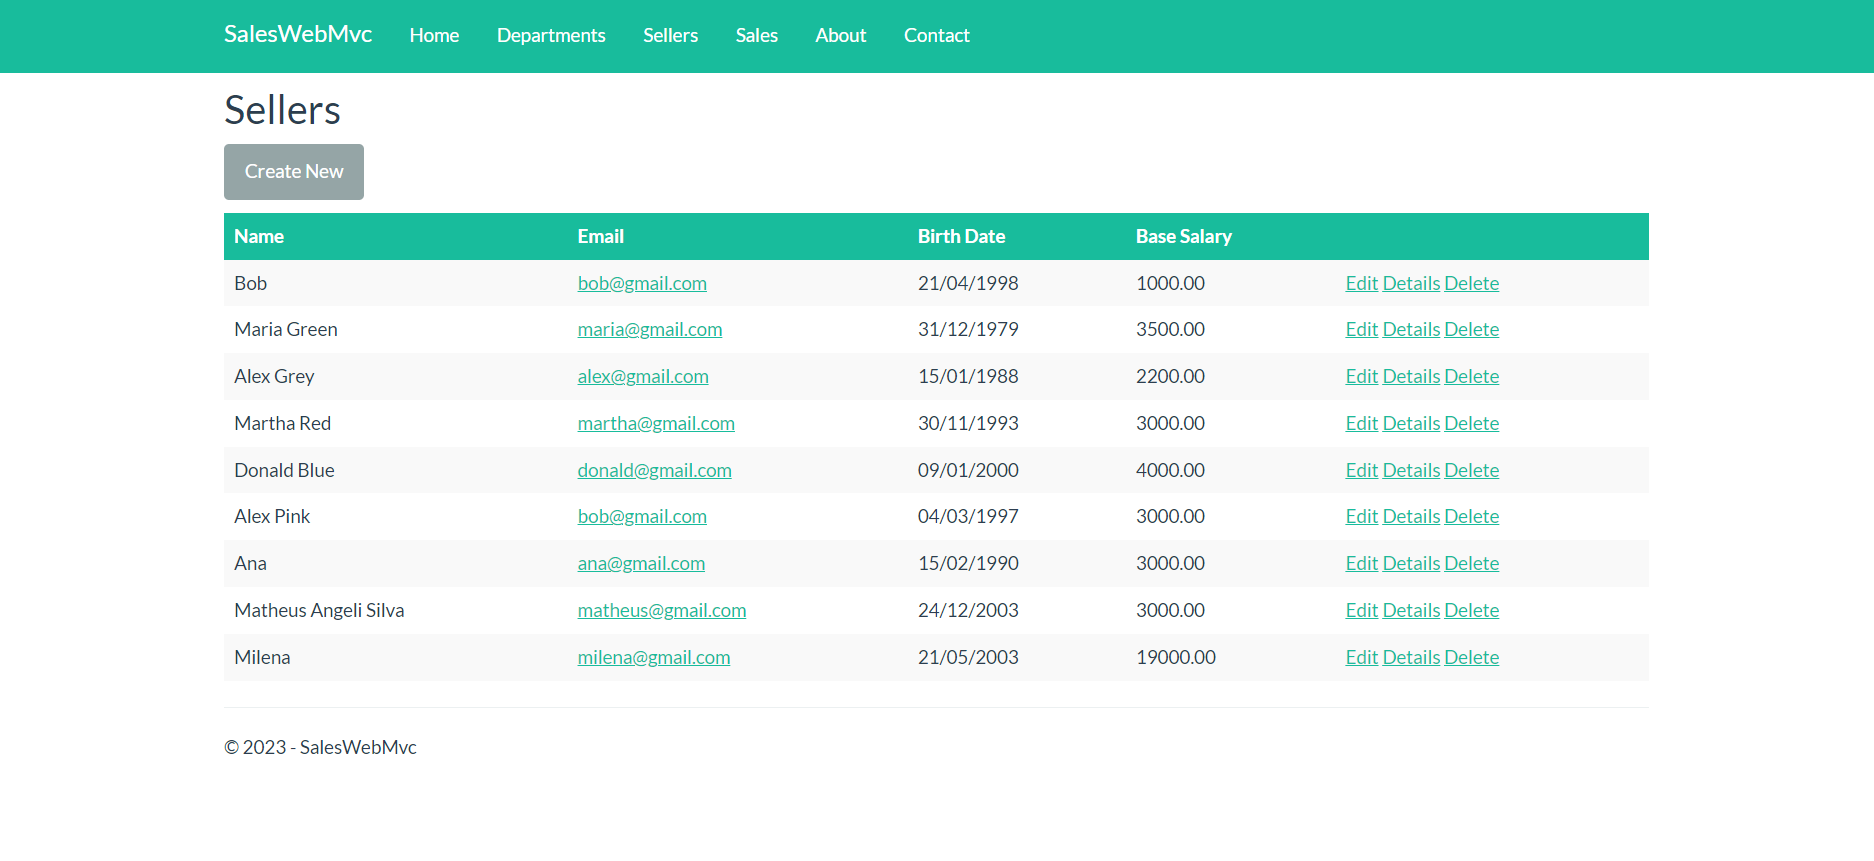 SalesWebMvc Home Departments Sellers Sales About Contact
Sellers
Create New
Name Email Birth Date Base Salary
Bob bob@gmail.com 21/04/1998 1000.00 Edit Details Delete
Maria Green maria@gmail.com 31/12/1979 3500.00 Edit Details Delete
Alex Grey alex@gmail.com 15/01/1988 2200.00 Edit Details Delete
Martha Red martha@gmail.com 30/11/1993 3000.00 Edit Details Delete
Donald Blue donald@gmail.com 09/01/2000 4000.00 Edit Details Delete
Alex Pink bob@gmail.com 04/03/1997 3000.00 Edit Details Delete
Ana ana@gmail.com 15/02/1990 3000.00 Edit Details Delete
Matheus Angeli Silva matheus@gmail.com 24/12/2003 3000.00 Edit Details Delete
Milena milena@gmail.com 21/05/2003 19000.00 Edit Details Delete
© 2023 - SalesWebMvc